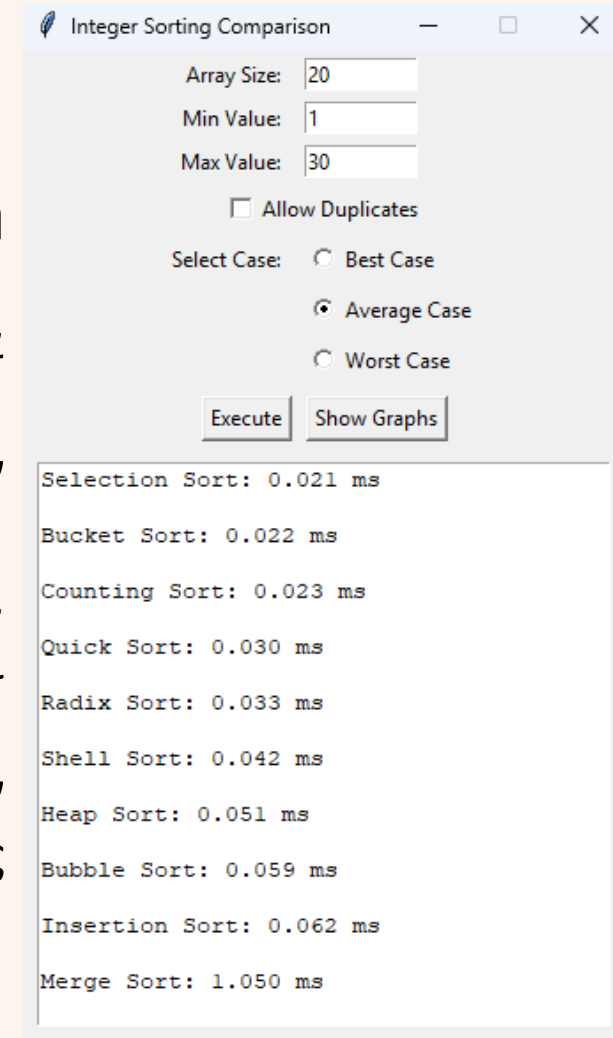 Integer Sorting Comparison
Array Size: 20
Min Value: 1
Max Value: 30
Allow Duplicates
Select Case: Best Case
Average Case
Worst Case
Execute Show Graphs
Selection Sort: 0.021 ms
Bucket Sort: 0.022 ms
Counting Sort: 0.023 ms
Quick Sort: 0.030 ms
Radix Sort: 0.033 ms
Shell Sort: 0.042 ms
Heap Sort: 0.051 ms
Bubble Sort: 0.059 ms
Insertion Sort: 0.062 ms
Merge Sort: 1.050 ms